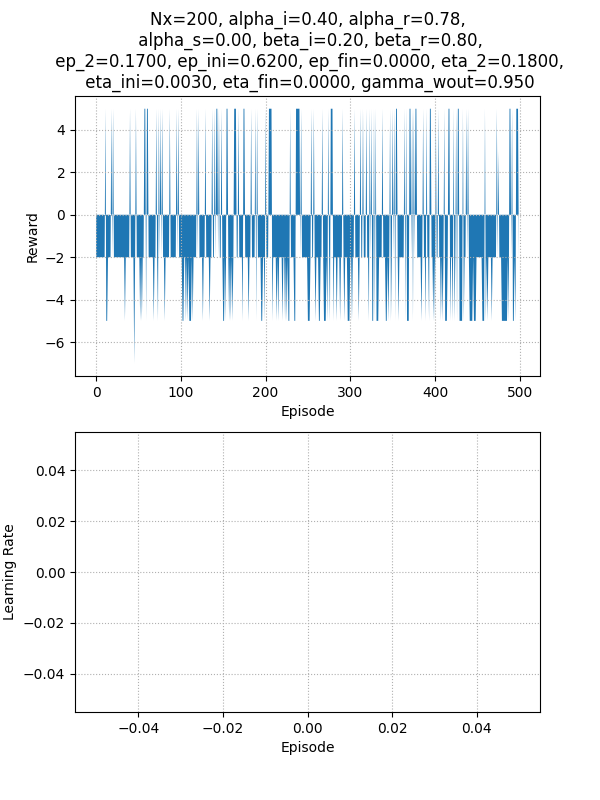 Nx=200, alpha_i=0.40, alpha_r=0.78,
alpha_s=0.00, beta_i=0.20, beta_r=0.80,
ep_2=0.1700, ep_ini=0.6200, ep_fin=0.0000, eta_2=0.1800,
eta_ini=0.0030, eta_fin=0.0000, gamma_wout=0.950
4
2
0
−2
−4
−6
Reward
0 100 200 300 400 500
Episode
0.04
0.02
0.00
−0.02
−0.04
Learning Rate
−0.04 −0.02 0.00 0.02 0.04
Episode